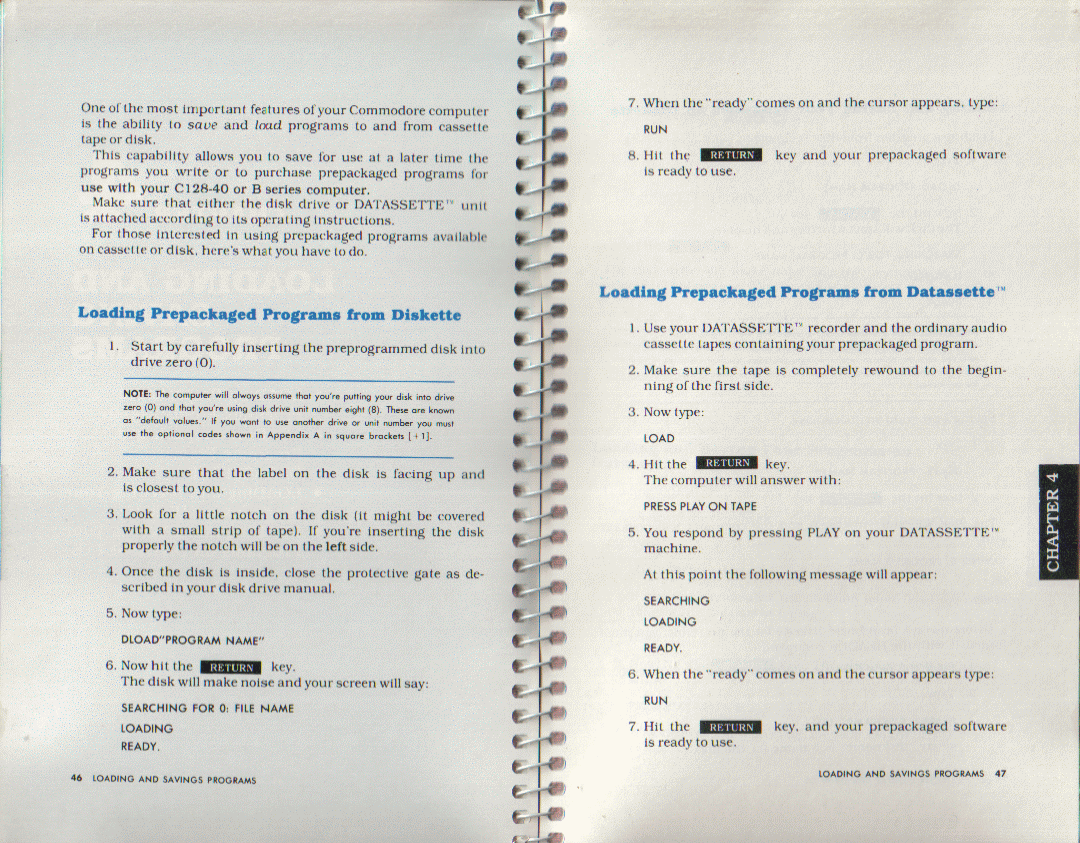 One of the most important features of your Commodore computer
is the ability to save and load programs to and from cassette
tape or disk.
This capability allows you to save for use at a later time the
programs you write or to purchase prepackaged programs for
use with your C128-40 or B series computer.
Make sure that either the disk drive or DATASSETTE™ unit
is attached according to its operating instructions.
For those interested in using prepackaged programs available
on cassette or disk, here's what you have to do.
Loading Prepackaged Programs from Diskette
1. Start by carefully inserting the preprogrammed disk into
drive zero (0).
NOTE: The computer will always assume that you're putting your disk into drive
zero (0) and that you're using disk drive unit number eight (8). These are known
as "default values." If you want to use another drive or unit number you must
use the optional codes shown in Appendix A in square brackets [+1].
2. Make sure that the label on the disk is facing up and
is closest to you.
3. Look for a little notch on the disk (it might be covered
with a small strip of tape). If you're inserting the disk
properly the notch will be on the left side.
4. Once the disk is inside, close the protective gate as de-
scribed in your disk drive manual.
5. Now type:
DLOAD"PROGRAM NAME"
6. Now hit the RETURN key.
The disk will make noise and your screen will say:
SEARCHING FOR 0: FILE NAME
LOADING
READY.
46 LOADING AND SAVINGS PROGRAMS
7. When the "ready" comes on and the cursor appears, type:
RUN
8. Hit the RETURN key and your prepackaged software
is ready to use.
Loading Prepackaged Programs from Datassette™
1. Use your DATASSETTE™ recorder and the ordinary audio
cassette tapes containing your prepackaged program.
2. Make sure the tape is completely rewound to the begin-
ning of the first side.
3. Now type:
LOAD
4. Hit the RETURN key.
The computer will answer with:
PRESS PLAY ON TAPE
5. You respond by pressing PLAY on your DATASSETTE™
machine.
At this point the following message will appear:
SEARCHING
LOADING
READY.
6. When the "ready" comes on and the cursor appears type:
RUN
7. Hit the RETURN key, and your prepackaged software
is ready to use.
CHAPTER 4
LOADING AND SAVINGS PROGRAMS 47